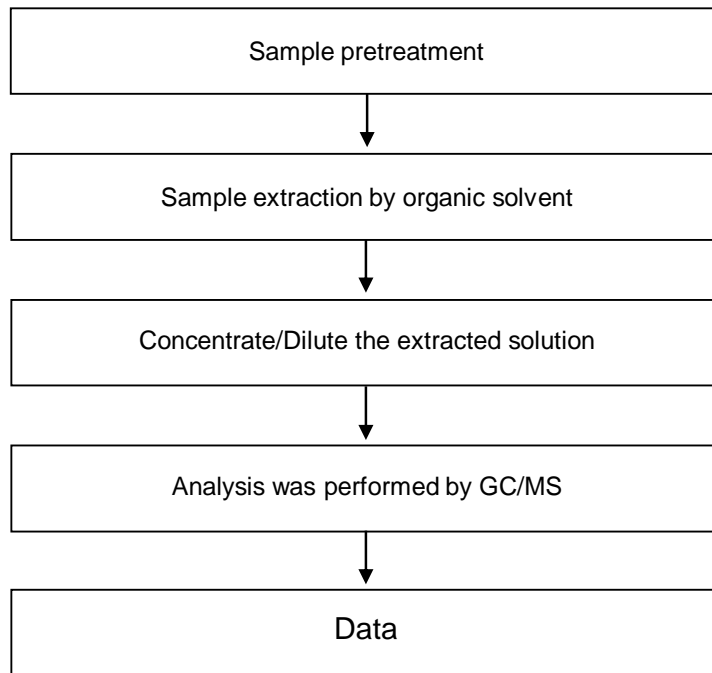 Sample pretreatment
Sample extraction by organic solvent
Concentrate/Dilute the extracted solution
Analysis was performed by GC/MS
Data